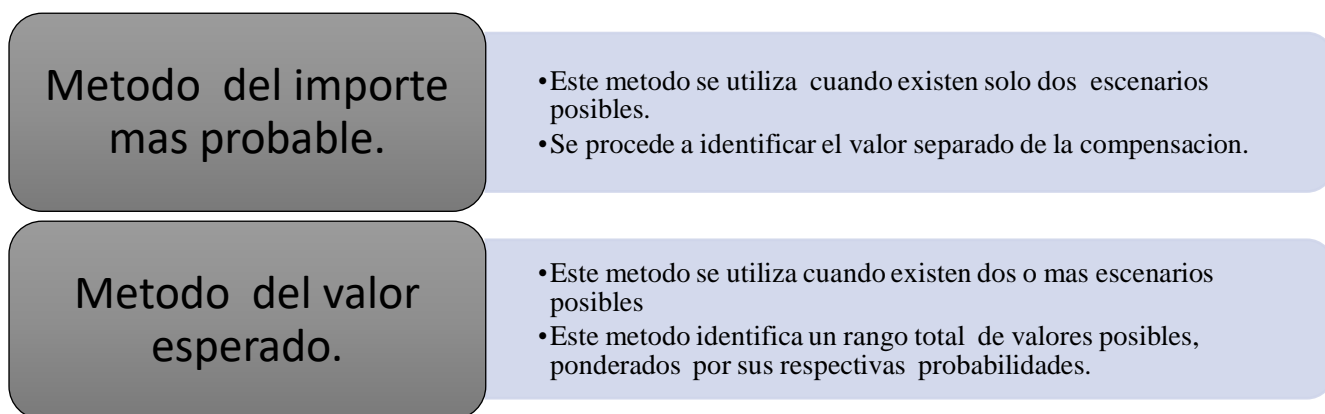 Metodo del importe
mas probable.
•Este metodo se utiliza cuando existen solo dos escenarios
posibles.
•Se procede a identificar el valor separado de la compensacion.
Metodo del valor
esperado.
•Este metodo se utiliza cuando existen dos o mas escenarios
posibles
•Este metodo identifica un rango total de valores posibles,
ponderados por sus respectivas probabilidades.